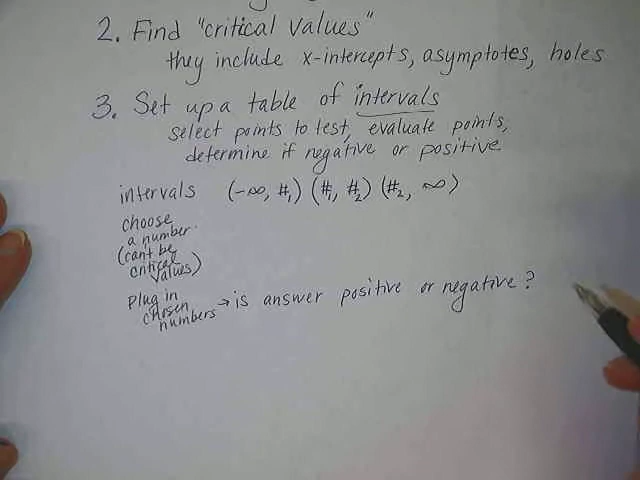 2. Find "critical values"
they include x-intercepts, asymptotes, holes
3. Set up a table of intervals
select points to test, evaluate points,
determine if negative or positive
intervals (-∞, #₁) (#₁, #₂) (#₂, ∞)
choose
a number
(cant be
critical
values)
plug in
chosen
numbers → is answer positive or negative?